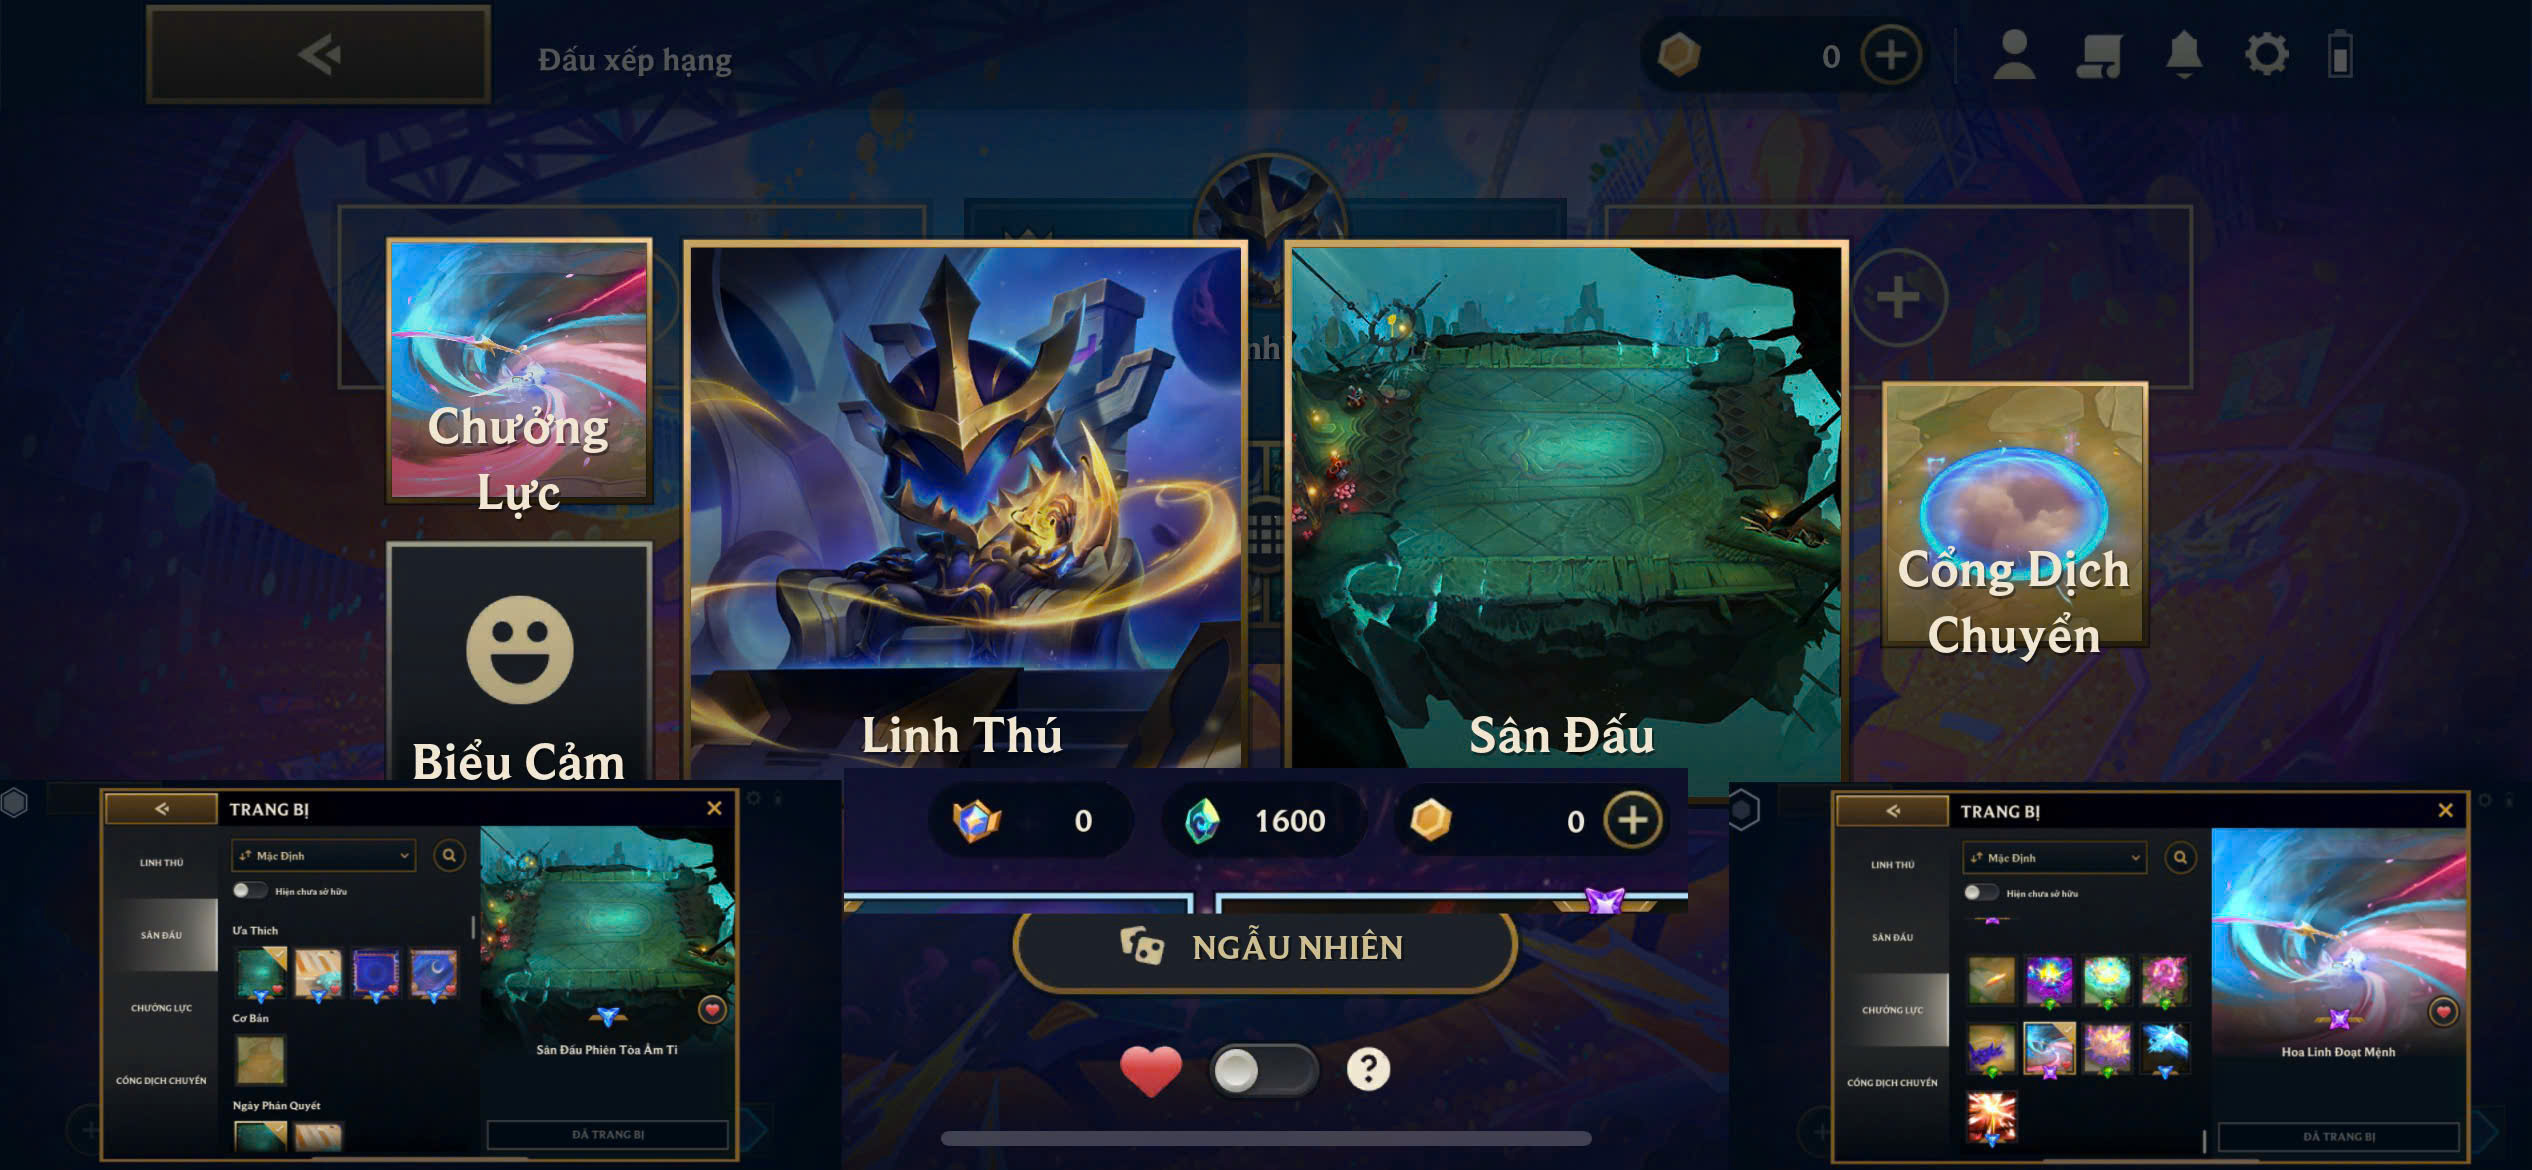 Đấu xếp hạng
0
Chưởng
Lực
Biểu Cảm
Linh Thú
Sân Đấu
Cổng Dịch
Chuyển
nh
TRANG BỊ
LINH THÚ
SÂN ĐẤU
CHƯỞNG LỰC
CỔNG DỊCH CHUYỂN
Mặc Định
Hiện chưa sở hữu
Ưa Thích
Cơ Bản
Ngày Phán Quyết
Sân Đấu Phiên Tòa Âm Ti
ĐÃ TRANG BỊ
0
1600
0
NGẪU NHIÊN
?
TRANG BỊ
LINH THÚ
SÂN ĐẤU
CHƯỞNG LỰC
CỔNG DỊCH CHUYỂN
Mặc Định
Hiện chưa sở hữu
Hoa Linh Đoạt Mệnh
ĐÃ TRANG BỊ